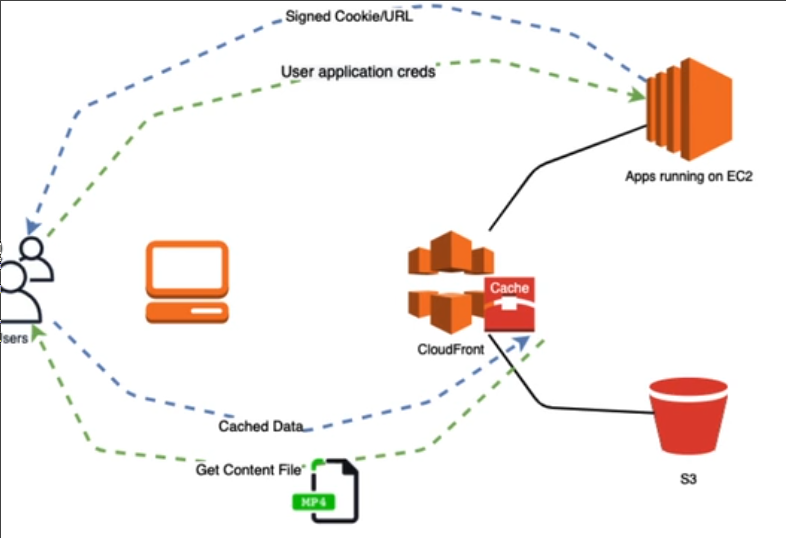 Signed Cookie/URL
User application creds
Apps running on EC2
Cache
sers
CloudFront
Cached Data
Get Content File
MP4
S3